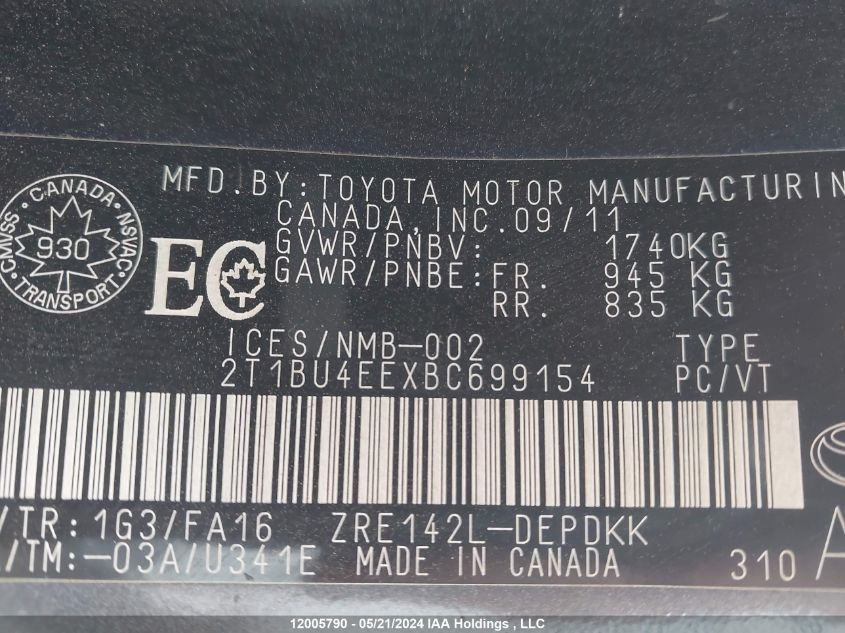 MFD.BY:TOYOTA MOTOR MANUFACTURIN
CANADA,INC.09/11
GVWR/PNBV: 1740KG
GAWR/PNBE:FR. 945 KG
RR. 835 KG
CMVSS · CANADA · NSVAC
930
TRANSPORT
EC
ICES/NMB-002 TYPE
2T1BU4EEXBC699154 PC/VT
/TR:1G3/FA16 ZRE142L-DEPDKK
/TM:-03A/U341E MADE IN CANADA 310 A
12005790 - 05/21/2024 IAA Holdings , LLC